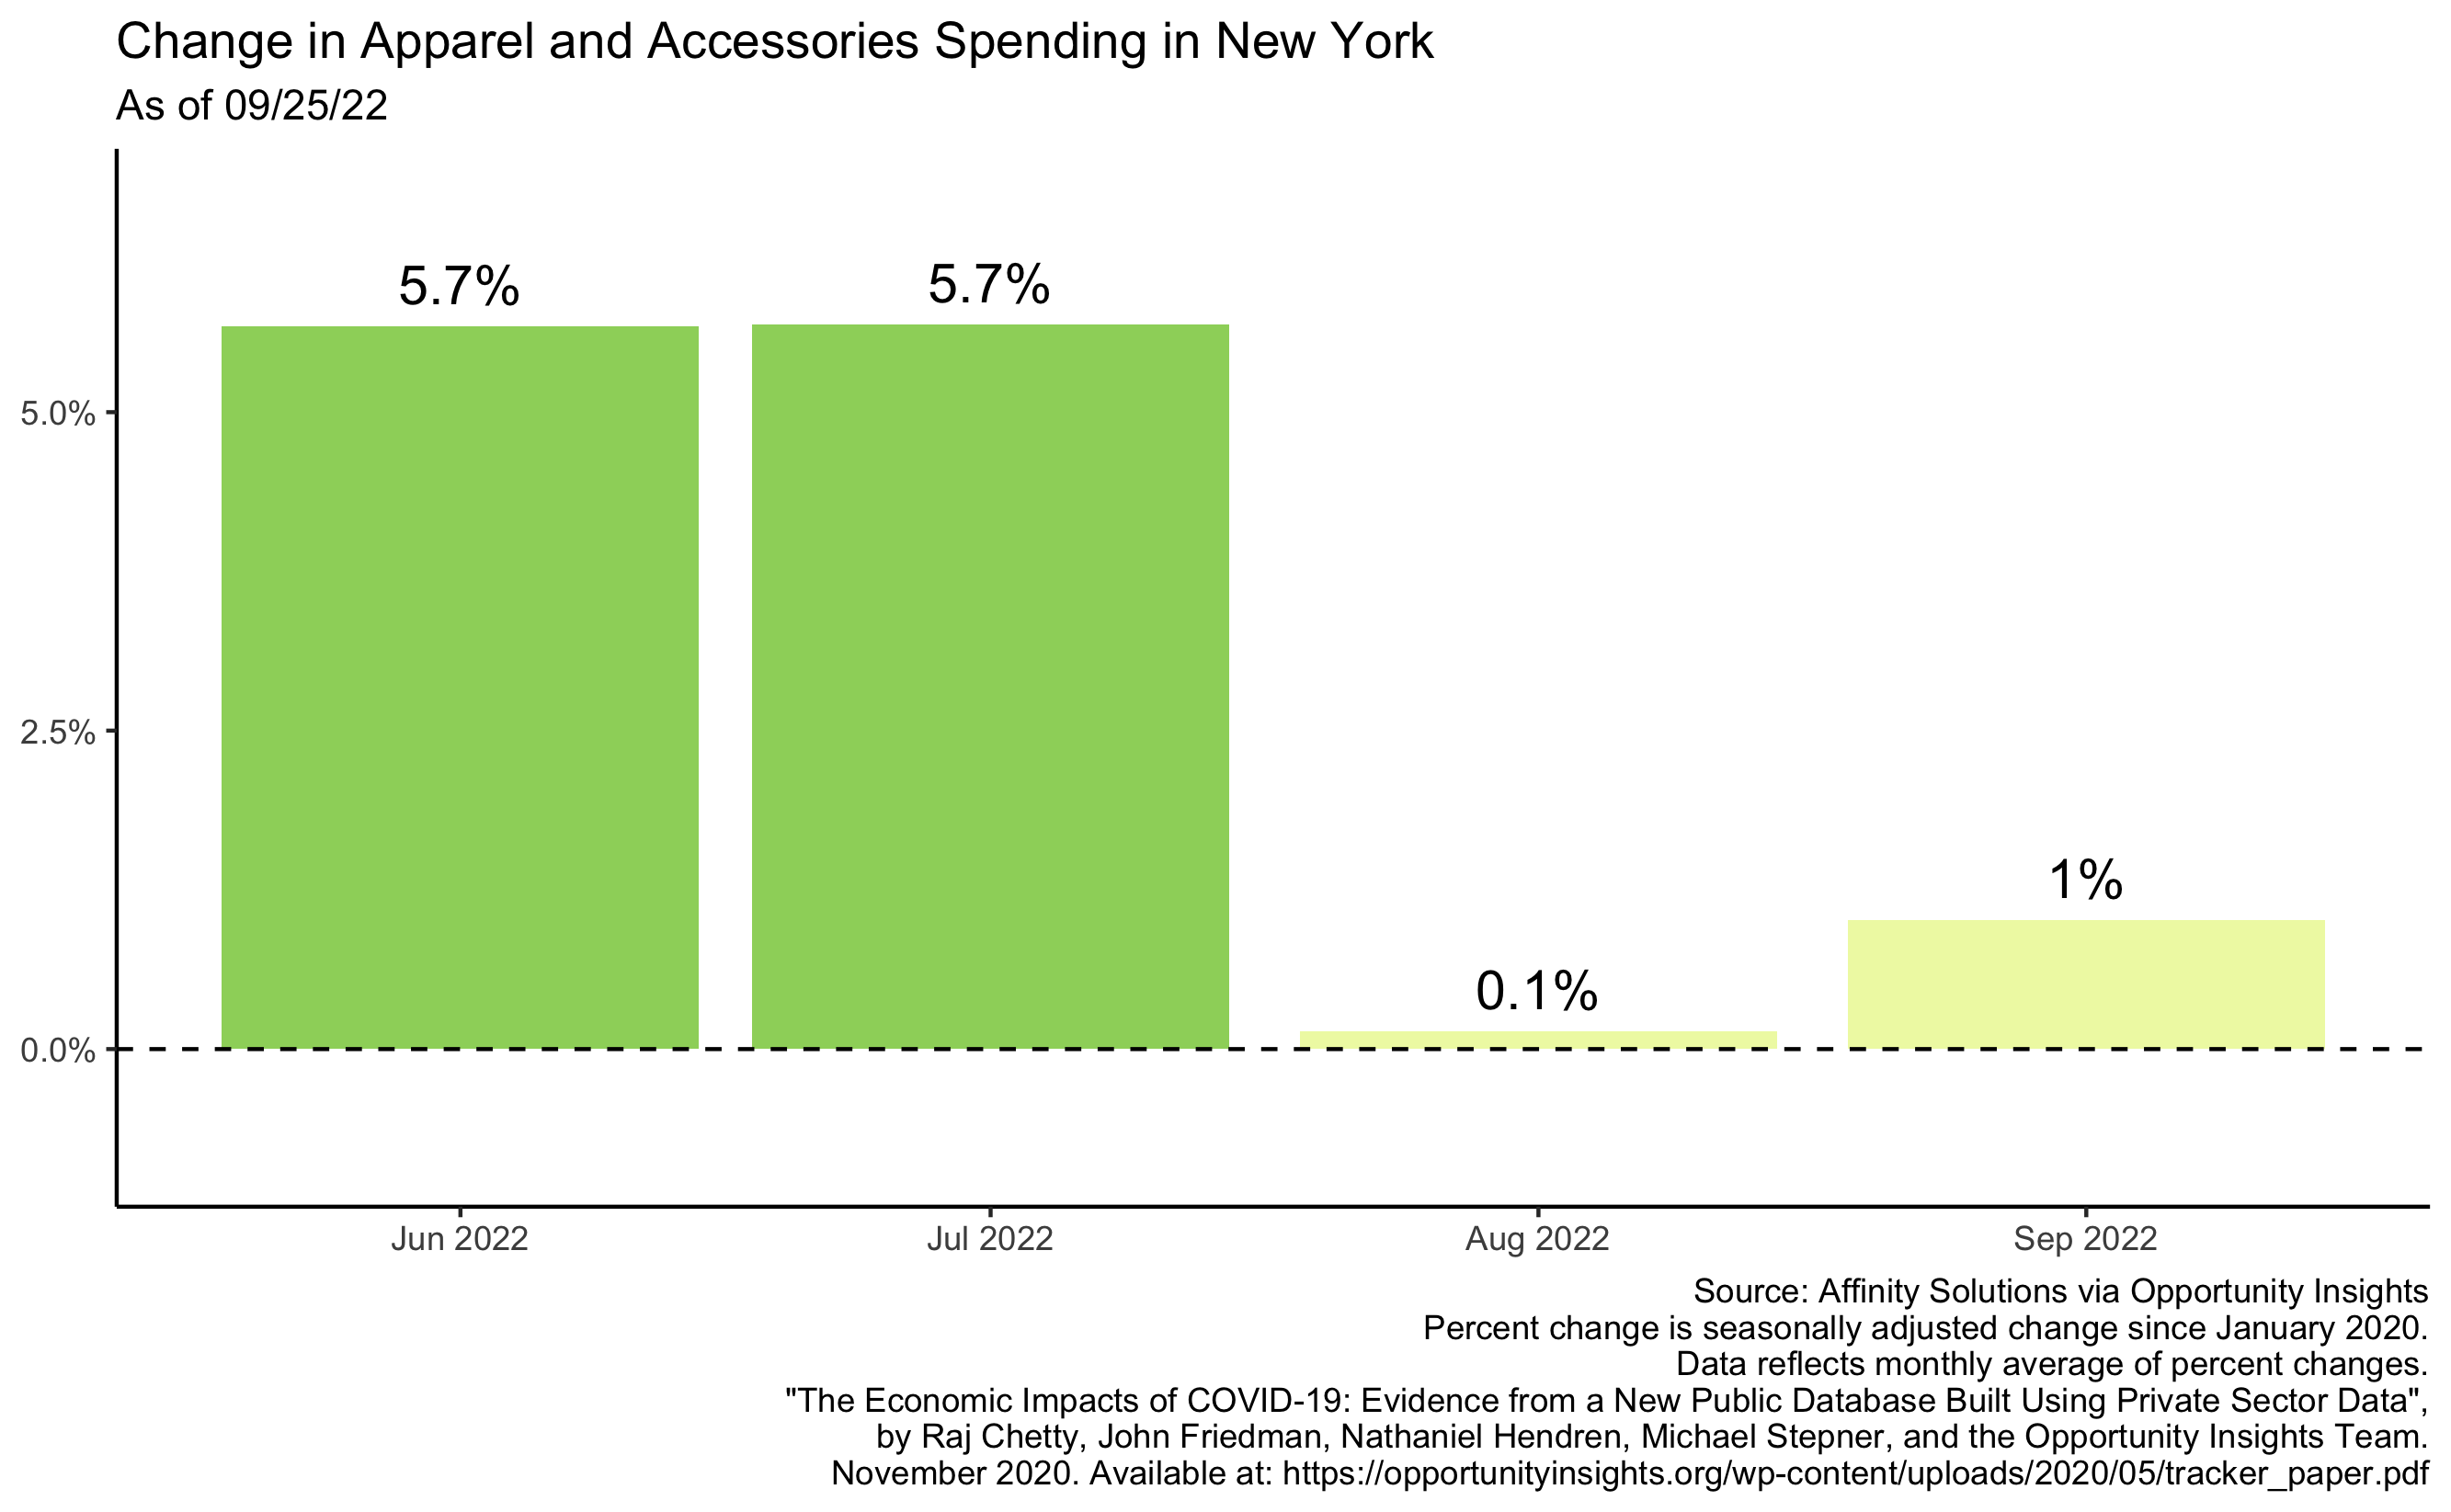 Change in Apparel and Accessories Spending in New York
As of 09/25/22
5.7%
5.7%
0.1%
1%
5.0%
2.5%
0.0%
Jun 2022
Jul 2022
Aug 2022
Sep 2022
Source: Affinity Solutions via Opportunity Insights
Percent change is seasonally adjusted change since January 2020.
Data reflects monthly average of percent changes.
"The Economic Impacts of COVID-19: Evidence from a New Public Database Built Using Private Sector Data",
by Raj Chetty, John Friedman, Nathaniel Hendren, Michael Stepner, and the Opportunity Insights Team.
November 2020. Available at: https://opportunityinsights.org/wp-content/uploads/2020/05/tracker_paper.pdf